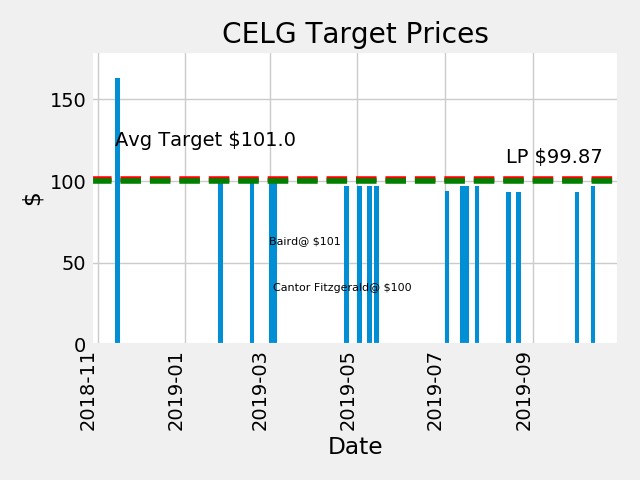 CELG Target Prices
150
Avg Target $101.0
LP $99.87
100
$
Baird@ $101
50
Cantor Fitzgerald@ $100
0
2018-11
2019-01
2019-03
2019-05
2019-07
2019-09
Date